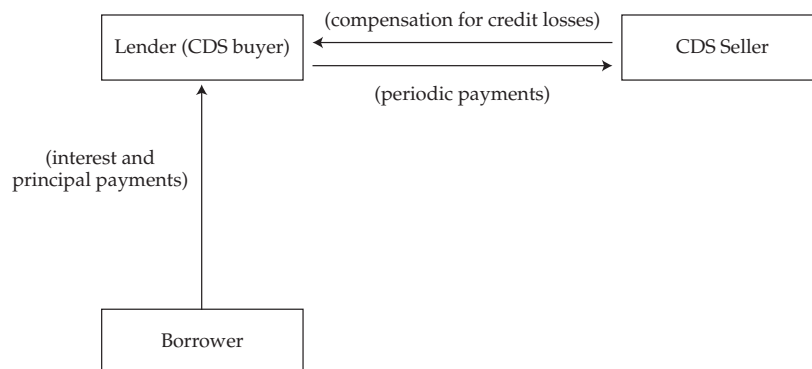 (compensation for credit losses)
Lender (CDS buyer)
CDS Seller
(periodic payments)
(interest and
principal payments)
Borrower